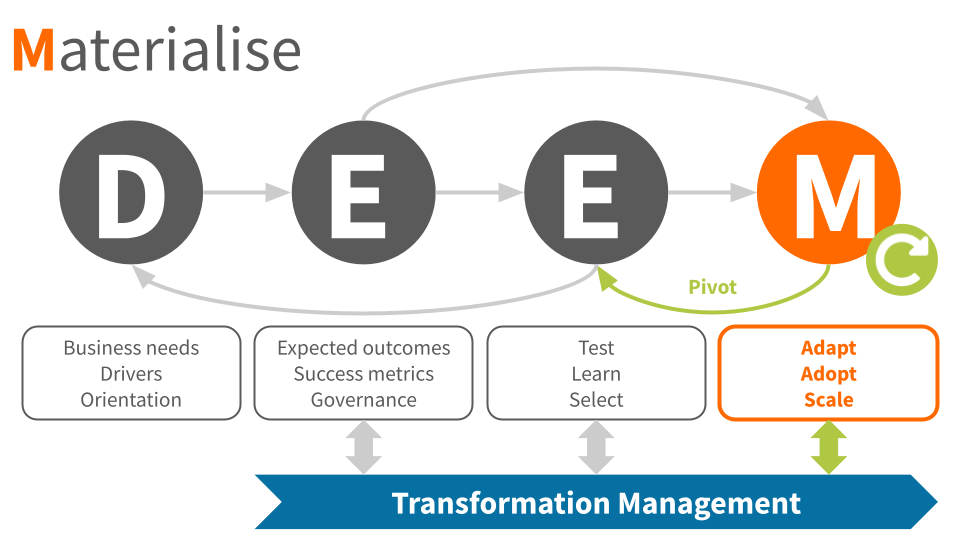 Materialise
D
E
E
M
Pivot
Business needs
Drivers
Orientation
Expected outcomes
Success metrics
Governance
Test
Learn
Select
Adapt
Adopt
Scale
Transformation Management